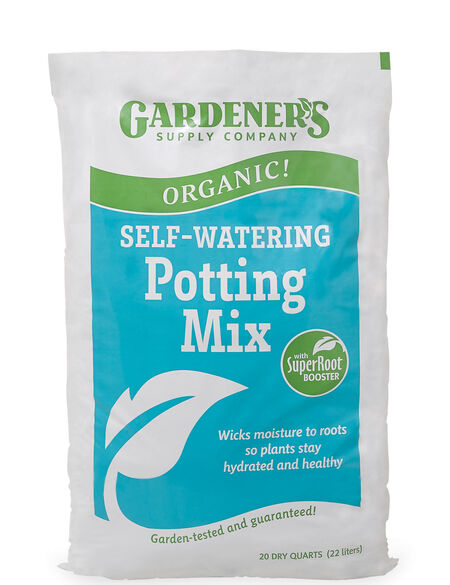 GARDENER'S
SUPPLY COMPANY
ORGANIC!
SELF-WATERING
Potting
Mix
with
SuperRoot
BOOSTER
Wicks moisture to roots
so plants stay
hydrated and healthy
Garden-tested and guaranteed!
20 DRY QUARTS (22 liters)